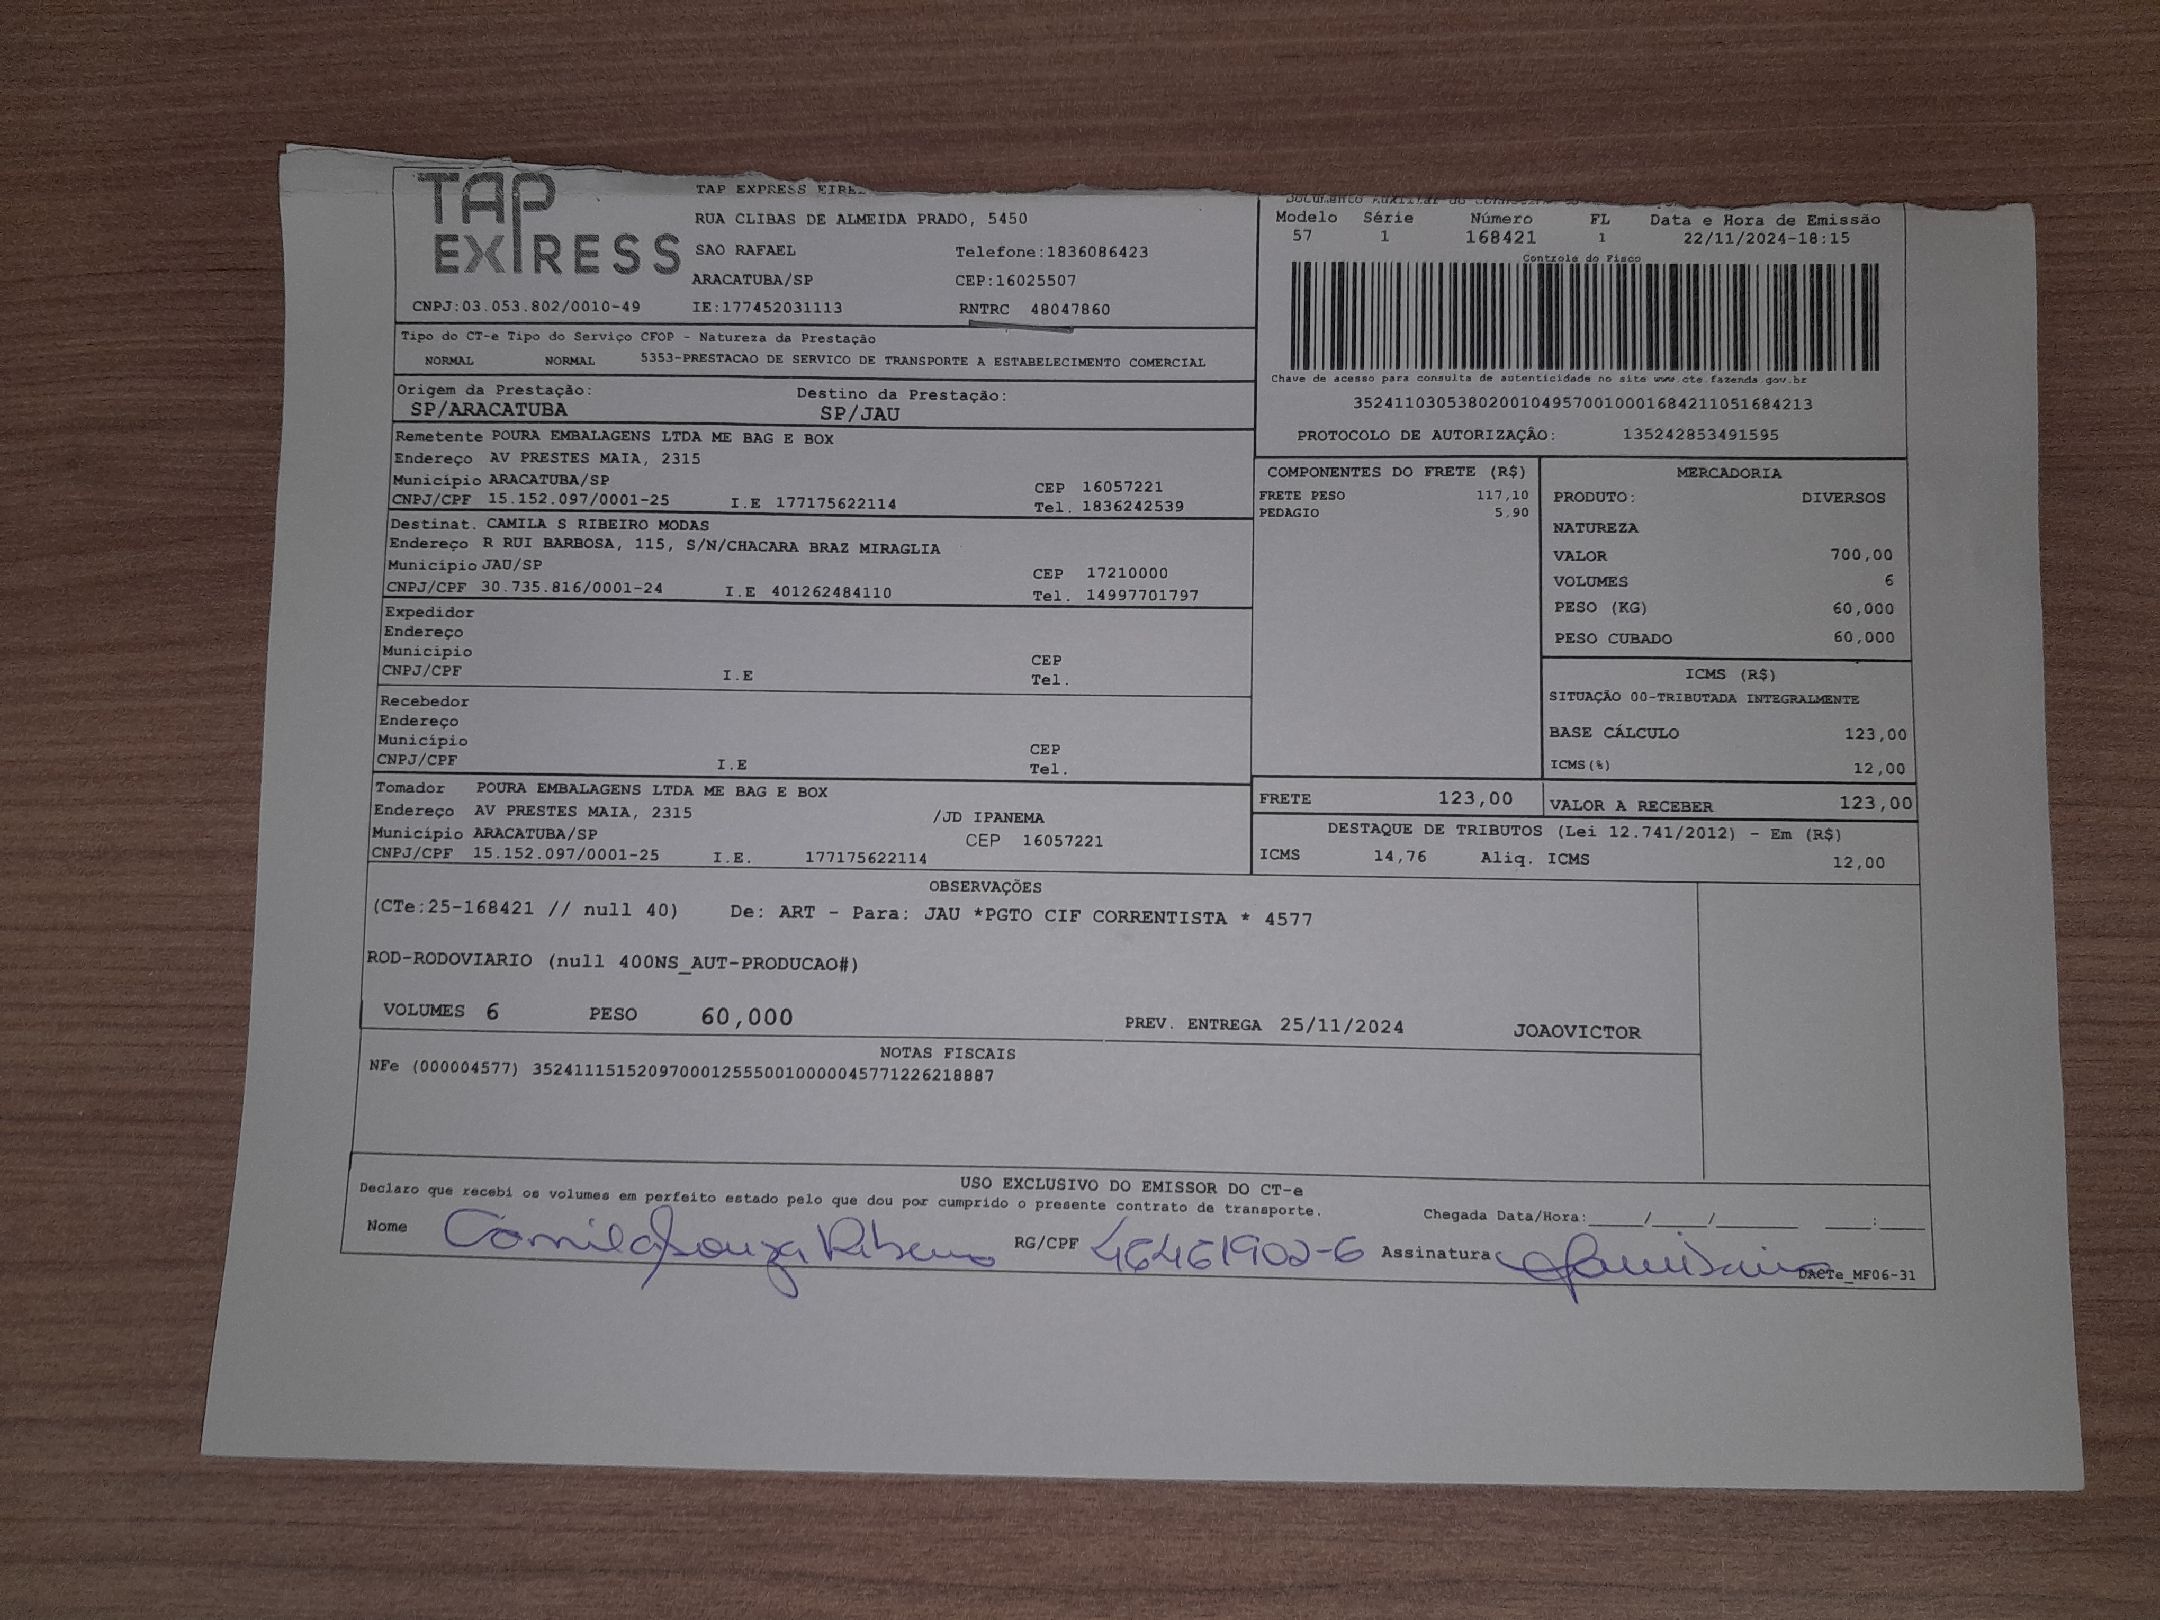 TAP EXPRESS
TAP EXPRESS
RUA CLIBAS DE ALMEIDA PRADO, 5450
SAO RAFAEL Telefone:1836086423
ARACATUBA/SP CEP:16025507
CNPJ:03.053.802/0010-49 IE:177452031113 RNTRC 48047860
Modelo Série Número FL Data e Hora de Emissão
57 1 168421 1 22/11/2024-18:15
Controle do Fisco
Chave de acesso para consulta de autenticidade no site www.cte.fazenda.gov.br
35241103053802001049570010001684211051684213
PROTOCOLO DE AUTORIZAÇÃO: 135242853491595
Tipo do CT-e Tipo do Serviço CFOP - Natureza da Prestação
NORMAL NORMAL 5353-PRESTACAO DE SERVICO DE TRANSPORTE A ESTABELECIMENTO COMERCIAL
Origem da Prestação: Destino da Prestação:
SP/ARACATUBA SP/JAU
Remetente POURA EMBALAGENS LTDA ME BAG E BOX
Endereço AV PRESTES MAIA, 2315
Município ARACATUBA/SP CEP 16057221
CNPJ/CPF 15.152.097/0001-25 I.E 177175622114 Tel. 1836242539
Destinat. CAMILA S RIBEIRO MODAS
Endereço R RUI BARBOSA, 115, S/N/CHACARA BRAZ MIRAGLIA
Município JAU/SP CEP 17210000
CNPJ/CPF 30.735.816/0001-24 I.E 401262484110 Tel. 14997701797
Expedidor
Endereço
Município CEP
CNPJ/CPF I.E Tel.
Recebedor
Endereço
Município CEP
CNPJ/CPF I.E Tel.
Tomador POURA EMBALAGENS LTDA ME BAG E BOX
Endereço AV PRESTES MAIA, 2315 /JD IPANEMA
Município ARACATUBA/SP CEP 16057221
CNPJ/CPF 15.152.097/0001-25 I.E. 177175622114
COMPONENTES DO FRETE (R$)
FRETE PESO 117,10
PEDAGIO 5,90
MERCADORIA
PRODUTO: DIVERSOS
NATUREZA
VALOR 700,00
VOLUMES 6
PESO (KG) 60,000
PESO CUBADO 60,000
ICMS (R$)
SITUAÇÃO 00-TRIBUTADA INTEGRALMENTE
BASE CÁLCULO 123,00
ICMS(%) 12,00
FRETE 123,00 VALOR A RECEBER 123,00
DESTAQUE DE TRIBUTOS (Lei 12.741/2012) - Em (R$)
ICMS 14,76 Aliq. ICMS 12,00
OBSERVAÇÕES
(CTe:25-168421 // null 40) De: ART - Para: JAU *PGTO CIF CORRENTISTA * 4577
ROD-RODOVIARIO (null 400NS_AUT-PRODUCAO#)
VOLUMES 6 PESO 60,000 PREV. ENTREGA 25/11/2024 JOAOVICTOR
NOTAS FISCAIS
NFe (000004577) 35241115152097000125550010000045771226218887
USO EXCLUSIVO DO EMISSOR DO CT-e
Declaro que recebi os volumes em perfeito estado pelo que dou por cumprido o presente contrato de transporte.
Chegada Data/Hora:_____/_____/________ ____:____
Nome Camila Souza Ribeiro RG/CPF 46461902-6 Assinatura
DACTe_MF06-31